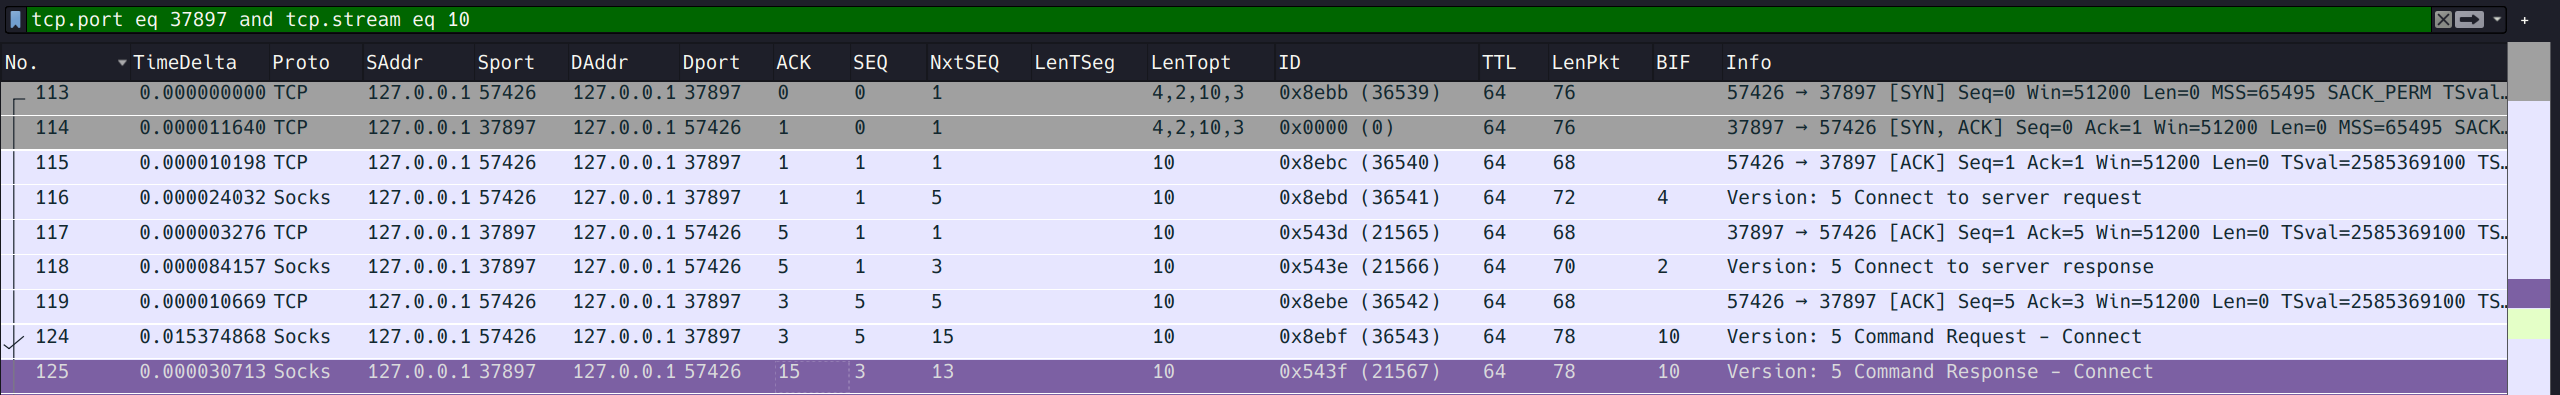 tcp.port eq 37897 and tcp.stream eq 10 +
No. TimeDelta Proto SAddr Sport DAddr Dport ACK SEQ NxtSEQ LenTSeg LenTopt ID TTL LenPkt BIF Info
113 0.000000000 TCP 127.0.0.1 57426 127.0.0.1 37897 0 0 1 4,2,10,3 0x8ebb (36539) 64 76 57426 → 37897 [SYN] Seq=0 Win=51200 Len=0 MSS=65495 SACK_PERM TSval…
114 0.000011640 TCP 127.0.0.1 37897 127.0.0.1 57426 1 0 1 4,2,10,3 0x0000 (0) 64 76 37897 → 57426 [SYN, ACK] Seq=0 Ack=1 Win=51200 Len=0 MSS=65495 SACK…
115 0.000010198 TCP 127.0.0.1 57426 127.0.0.1 37897 1 1 1 10 0x8ebc (36540) 64 68 57426 → 37897 [ACK] Seq=1 Ack=1 Win=51200 Len=0 TSval=2585369100 TS…
116 0.000024032 Socks 127.0.0.1 57426 127.0.0.1 37897 1 1 5 10 0x8ebd (36541) 64 72 4 Version: 5 Connect to server request
117 0.000003276 TCP 127.0.0.1 37897 127.0.0.1 57426 5 1 1 10 0x543d (21565) 64 68 37897 → 57426 [ACK] Seq=1 Ack=5 Win=51200 Len=0 TSval=2585369100 TS…
118 0.000084157 Socks 127.0.0.1 37897 127.0.0.1 57426 5 1 3 10 0x543e (21566) 64 70 2 Version: 5 Connect to server response
119 0.000010669 TCP 127.0.0.1 57426 127.0.0.1 37897 3 5 5 10 0x8ebe (36542) 64 68 57426 → 37897 [ACK] Seq=5 Ack=3 Win=51200 Len=0 TSval=2585369100 TS…
124 0.015374868 Socks 127.0.0.1 57426 127.0.0.1 37897 3 5 15 10 0x8ebf (36543) 64 78 10 Version: 5 Command Request - Connect
125 0.000030713 Socks 127.0.0.1 37897 127.0.0.1 57426 15 3 13 10 0x543f (21567) 64 78 10 Version: 5 Command Response - Connect